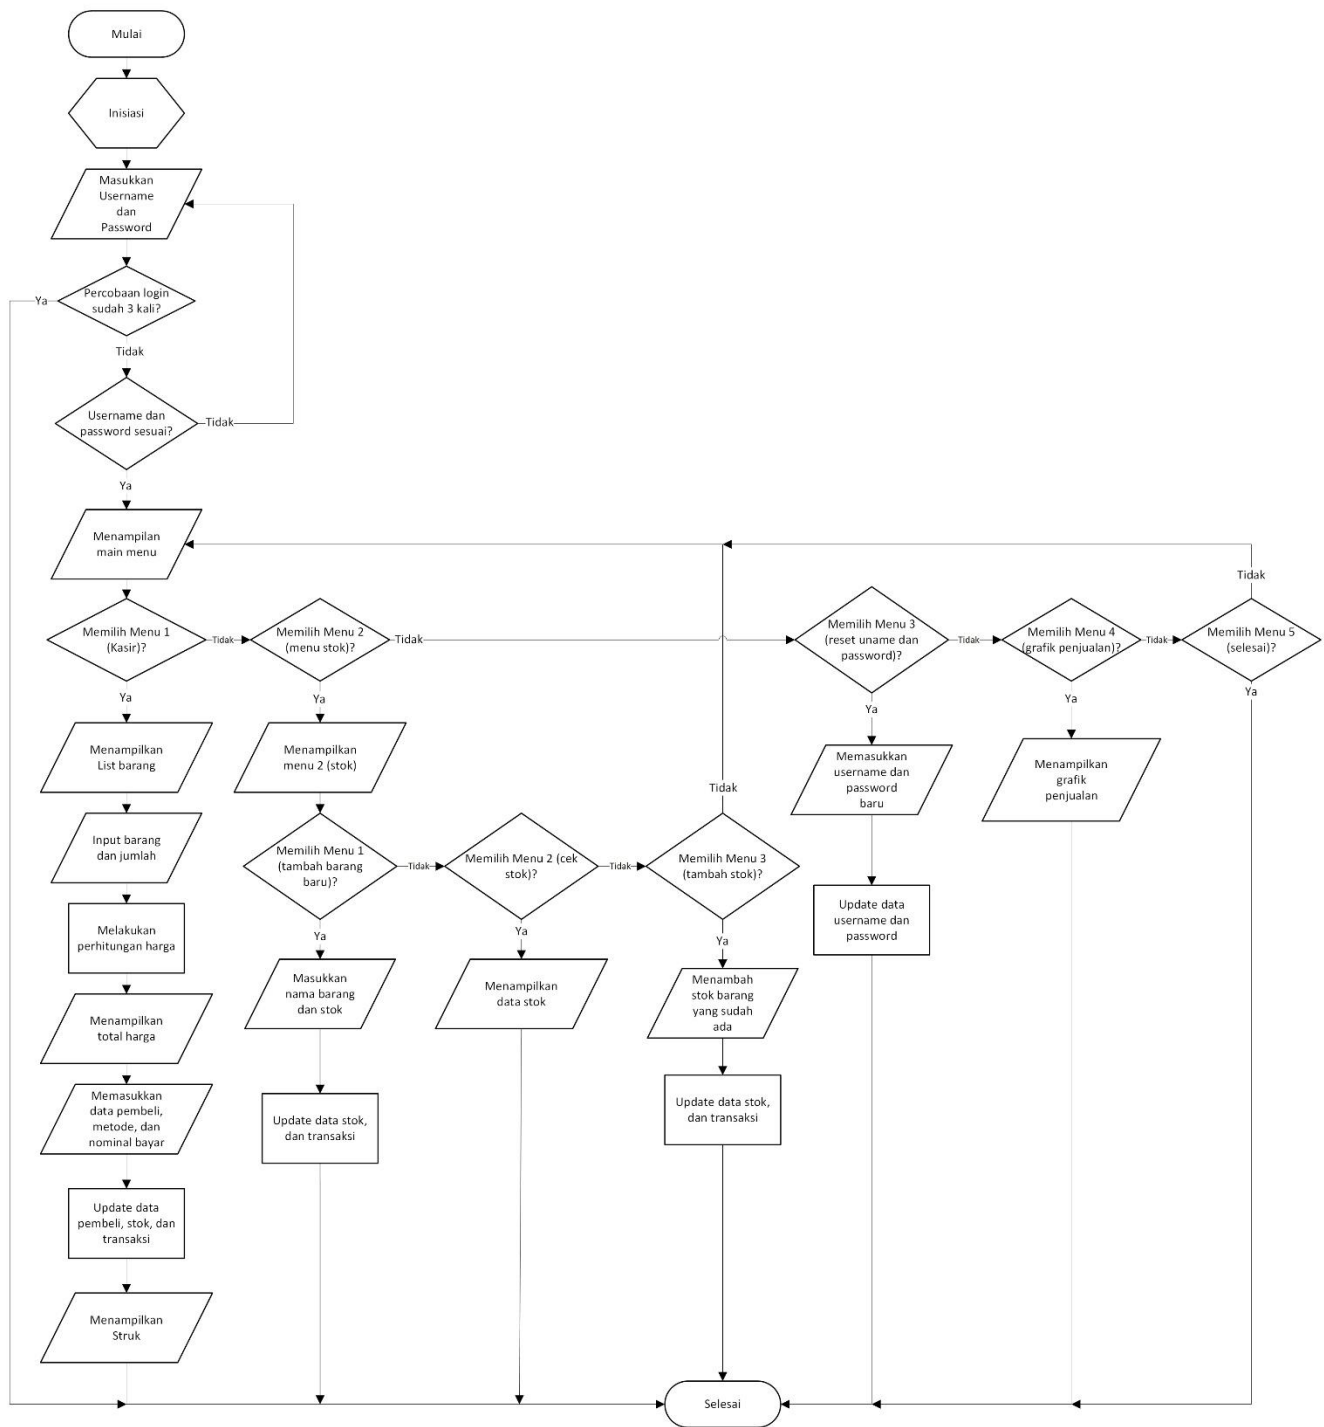 Mulai
Inisiasi
Masukkan
Username
dan
Password
Percobaan login
sudah 3 kali?
Ya
Tidak
Username dan
password sesuai?
Tidak
Ya
Menampilan
main menu
Memilih Menu 1
(Kasir)?
Tidak
Memilih Menu 2
(menu stok)?
Tidak
Memilih Menu 3
(reset uname dan
password)?
Tidak
Memilih Menu 4
(grafik penjualan)?
Tidak
Memilih Menu 5
(selesai)?
Tidak
Ya
Ya
Menampilkan
List barang
Input barang
dan jumlah
Melakukan
perhitungan harga
Menampilkan
total harga
Memasukkan
data pembeli,
metode, dan
nominal bayar
Update data
pembeli, stok, dan
transaksi
Menampilkan
Struk
Ya
Menampilkan
menu 2 (stok)
Memilih Menu 1
(tambah barang
baru)?
Tidak
Memilih Menu 2 (cek
stok)?
Tidak
Memilih Menu 3
(tambah stok)?
Tidak
Ya
Masukkan
nama barang
dan stok
Update data stok,
dan transaksi
Ya
Menampilkan
data stok
Ya
Menambah
stok barang
yang sudah
ada
Update data stok,
dan transaksi
Ya
Memasukkan
username dan
password
baru
Update data
username dan
password
Ya
Menampilkan
grafik
penjualan
Selesai